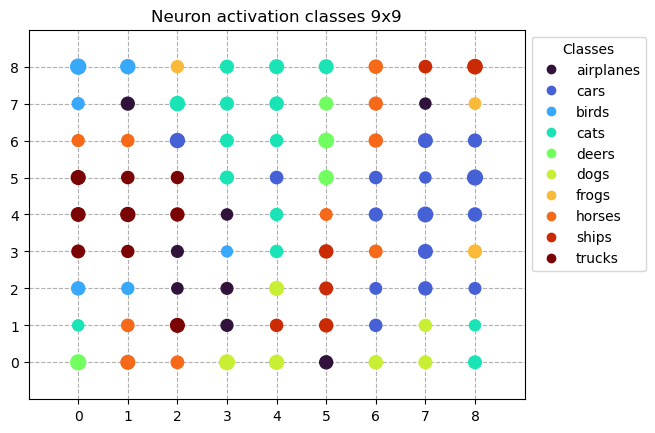 Neuron activation classes 9x9
8
7
6
5
4
3
2
1
0
0 1 2 3 4 5 6 7 8
Classes
airplanes
cars
birds
cats
deers
dogs
frogs
horses
ships
trucks